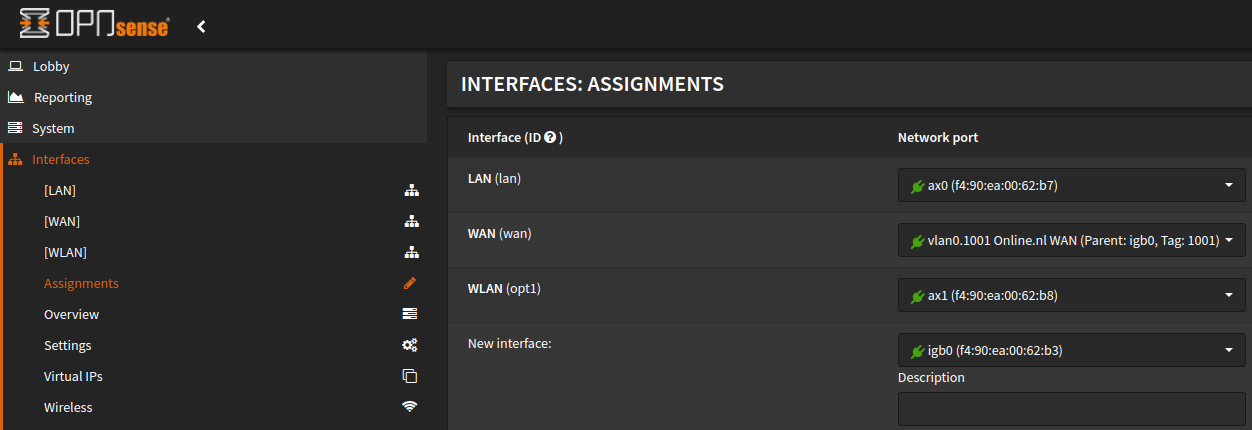 OPNsense
Lobby
Reporting
System
Interfaces
[LAN]
[WAN]
[WLAN]
Assignments
Overview
Settings
Virtual IPs
Wireless
INTERFACES: ASSIGNMENTS
Interface (ID ? ) Network port
LAN (lan) ax0 (f4:90:ea:00:62:b7)
WAN (wan) vlan0.1001 Online.nl WAN (Parent: igb0, Tag: 1001)
WLAN (opt1) ax1 (f4:90:ea:00:62:b8)
New interface: igb0 (f4:90:ea:00:62:b3)
Description